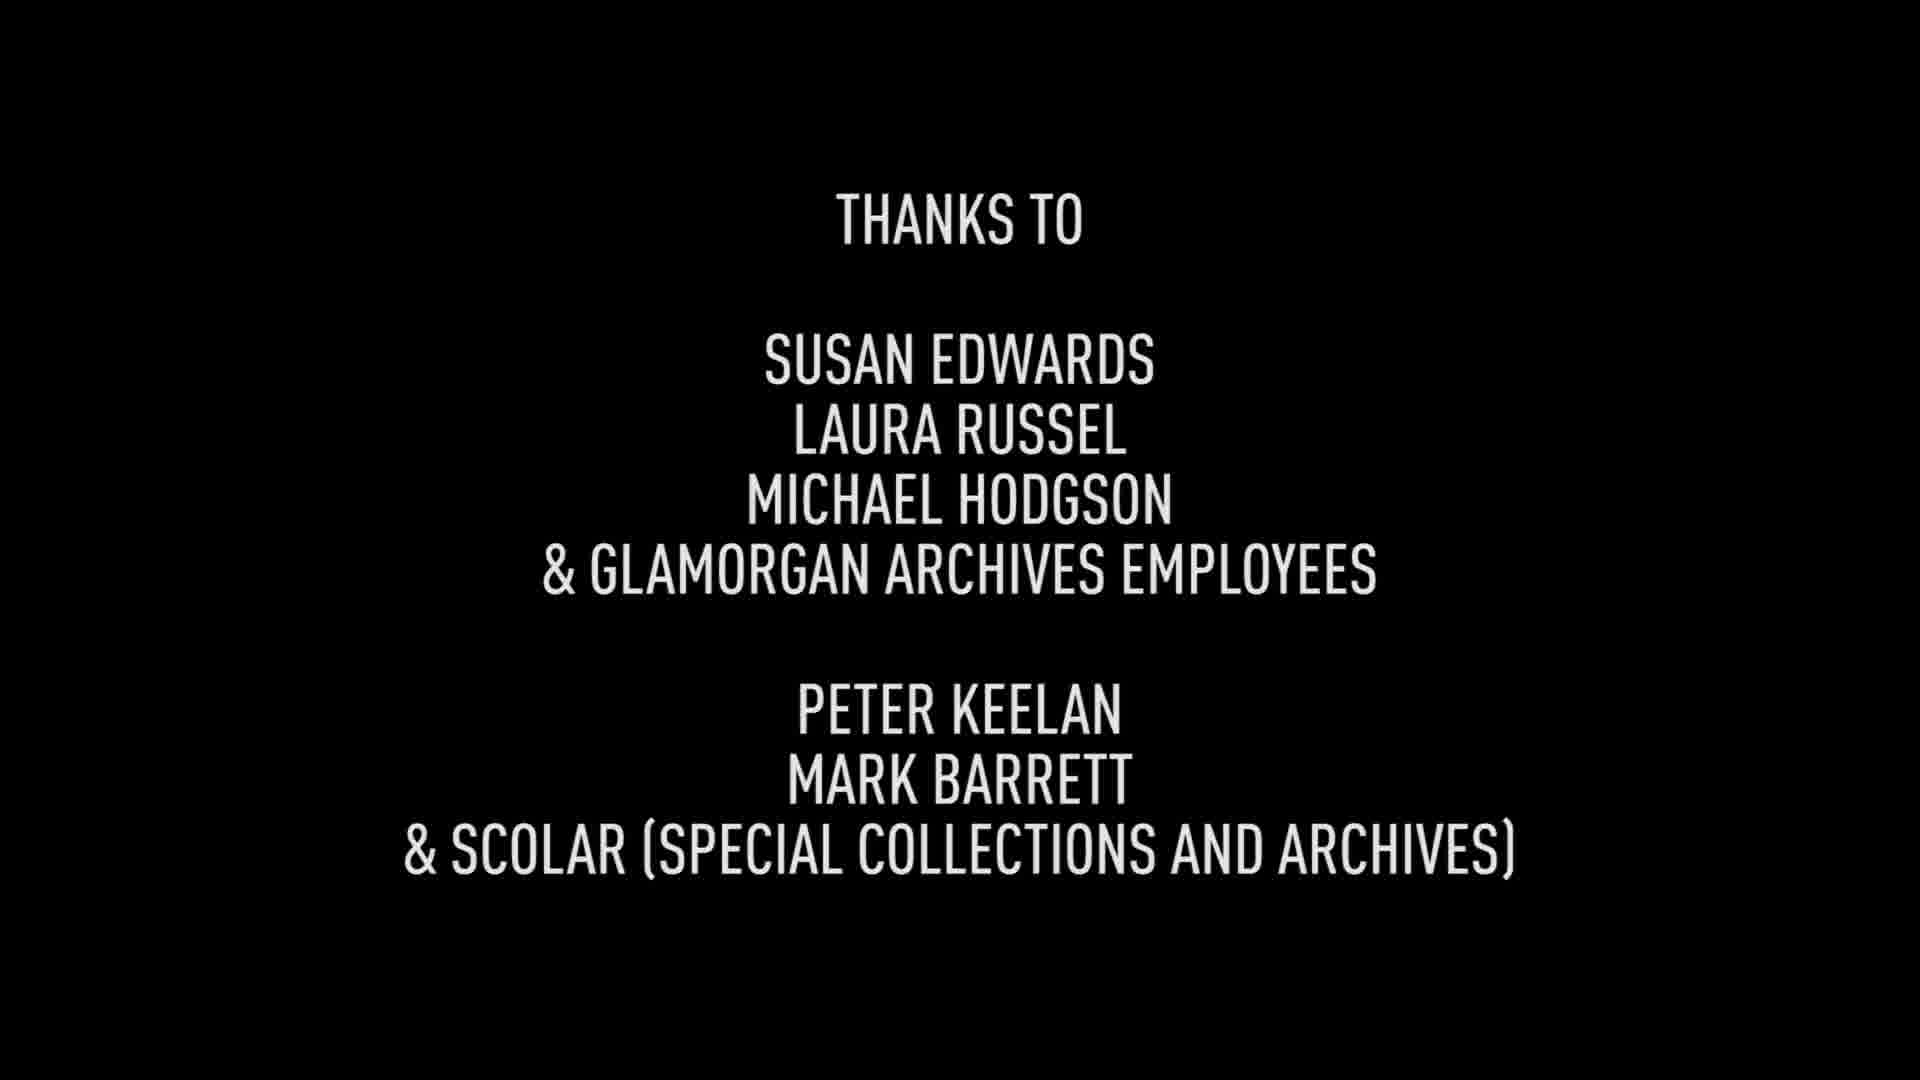 THANKS TO
SUSAN EDWARDS
LAURA RUSSEL
MICHAEL HODGSON
& GLAMORGAN ARCHIVES EMPLOYEES
PETER KEELAN
MARK BARRETT
& SCOLAR (SPECIAL COLLECTIONS AND ARCHIVES)